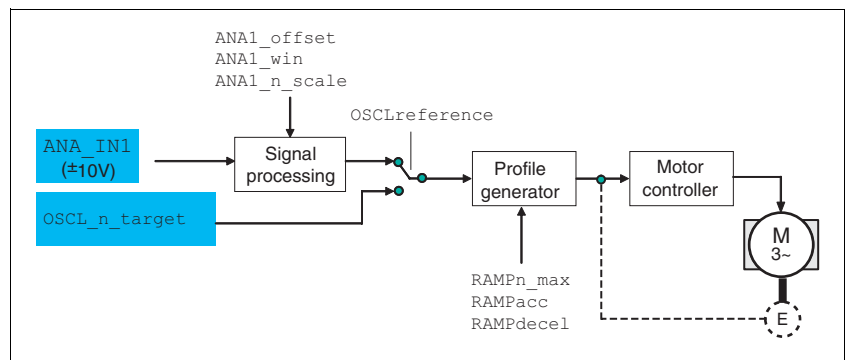 ANA1_offset
ANA1_win
ANA1_n_scale
OSCLreference
ANA_IN1
(±10V)
Signal
processing
Profile
generator
Motor
controller
OSCL_n_target
M
3~
RAMPn_max
RAMPacc
RAMPdecel
E